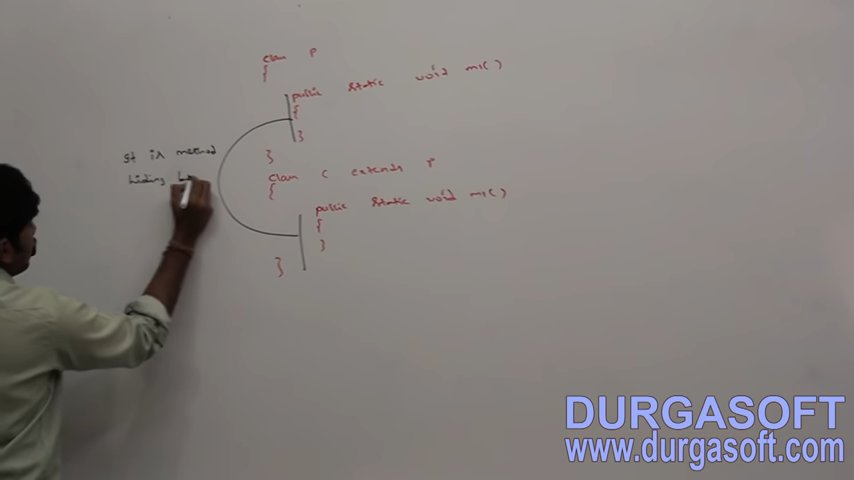 class P
{
public static void m1( )
{
}
}
class C extends P
{
public static void m1( )
{
}
}
It is method
hiding
DURGASOFT
www.durgasoft.com